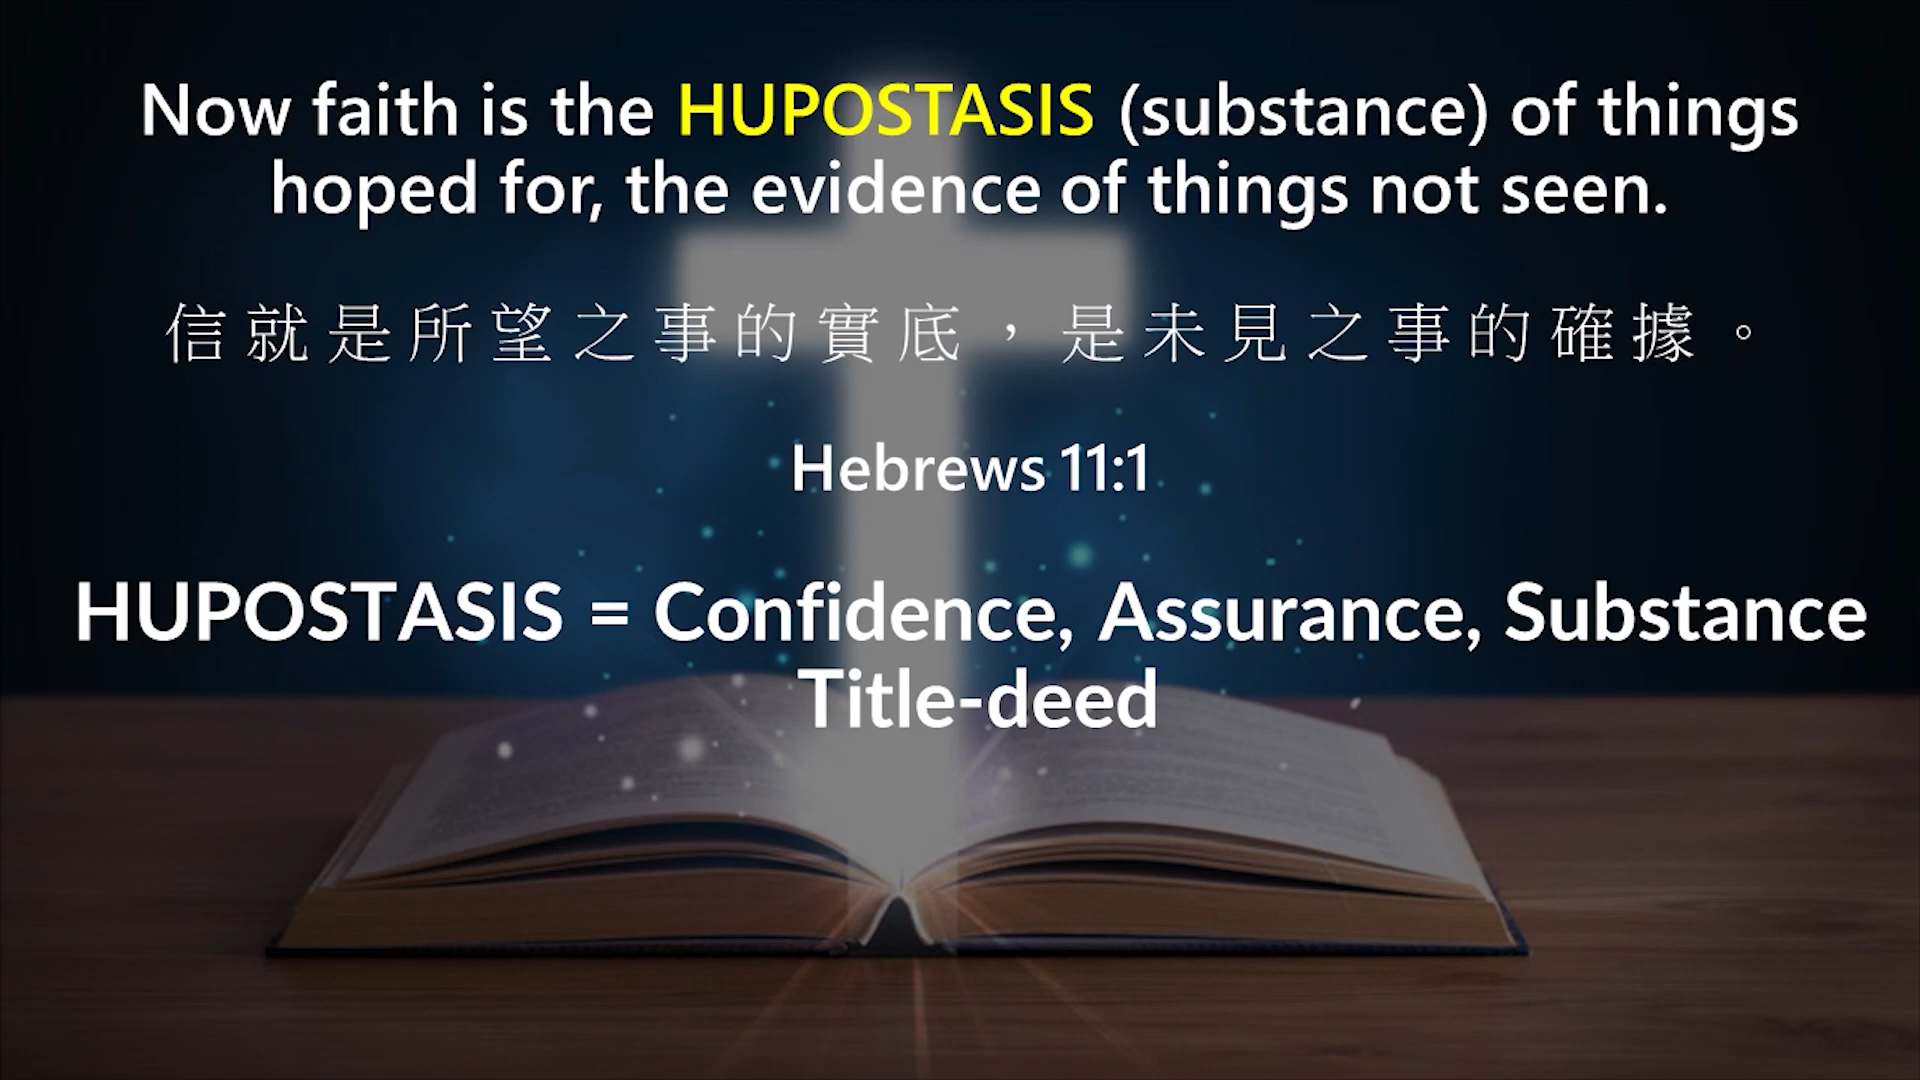 Now faith is the HUPOSTASIS (substance) of things
hoped for, the evidence of things not seen.
信就是所望之事的實底，是未見之事的確據。
Hebrews 11:1
HUPOSTASIS = Confidence, Assurance, Substance
Title-deed